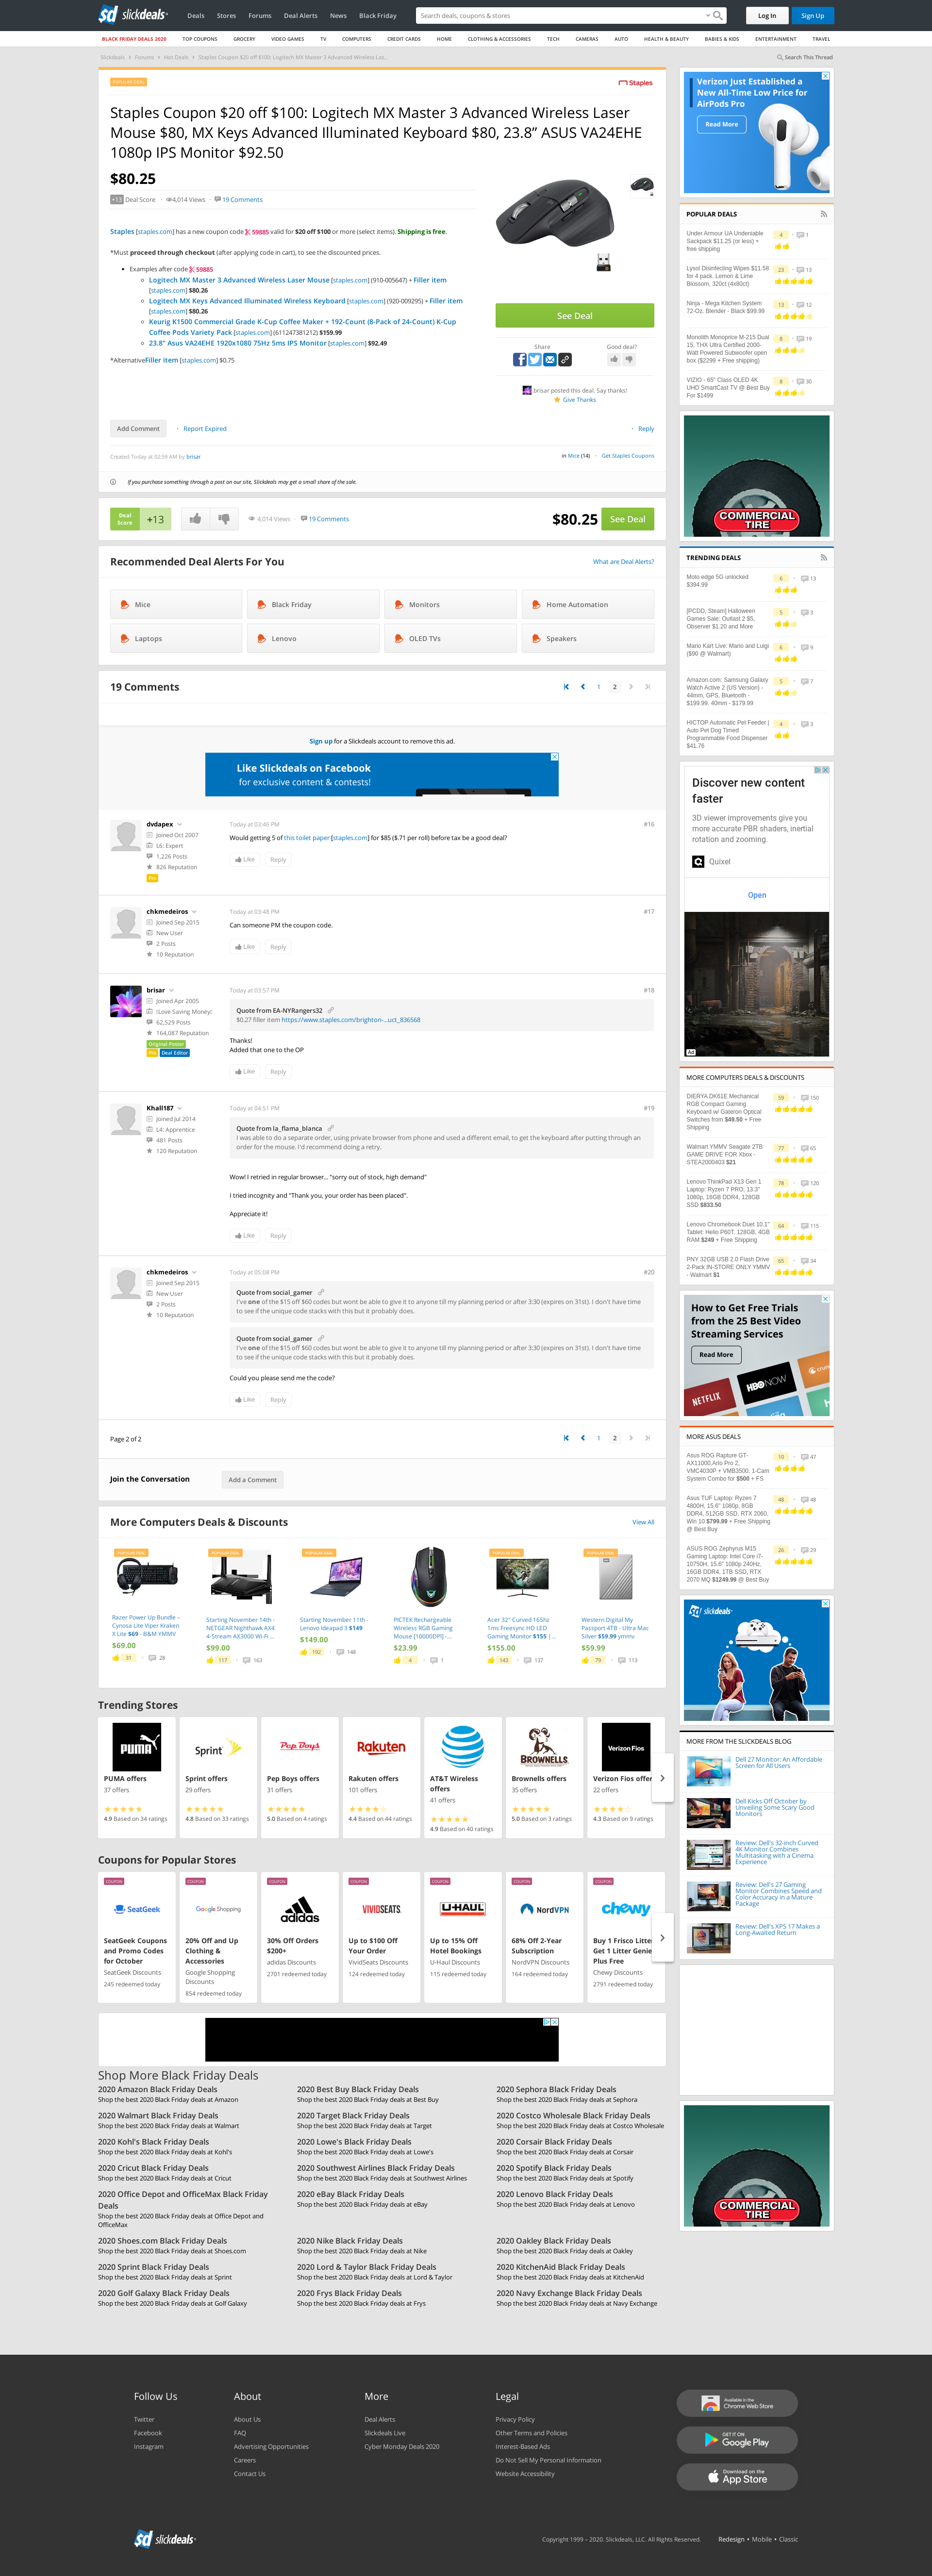 slickdeals
Deals Stores Forums Deal Alerts News Black Friday
Search deals, coupons & stores
Log In Sign Up
BLACK FRIDAY DEALS 2020 TOP COUPONS GROCERY VIDEO GAMES TV COMPUTERS CREDIT CARDS HOME CLOTHING & ACCESSORIES TECH CAMERAS AUTO HEALTH & BEAUTY BABIES & KIDS ENTERTAINMENT TRAVEL
Slickdeals Forums Hot Deals Staples Coupon $20 off $100: Logitech MX Master 3 Advanced Wireless Las...
Search This Thread
POPULAR DEAL
Staples
Staples Coupon $20 off $100: Logitech MX Master 3 Advanced Wireless Laser
Mouse $80, MX Keys Advanced Illuminated Keyboard $80, 23.8” ASUS VA24EHE
1080p IPS Monitor $92.50
$80.25
+13 Deal Score 4,014 Views 19 Comments
Staples [staples.com] has a new coupon code 59885 valid for $20 off $100 or more (select items). Shipping is free.
*Must proceed through checkout (after applying code in cart), to see the discounted prices.
Examples after code 59885
Logitech MX Master 3 Advanced Wireless Laser Mouse [staples.com] (910-005647) + Filler item
[staples.com] $80.26
Logitech MX Keys Advanced Illuminated Wireless Keyboard [staples.com] (920-009295) + Filler item
[staples.com] $80.26
Keurig K1500 Commercial Grade K-Cup Coffee Maker + 192-Count (8-Pack of 24-Count) K-Cup
Coffee Pods Variety Pack [staples.com] (611247381212) $159.99
23.8" Asus VA24EHE 1920x1080 75Hz 5ms IPS Monitor [staples.com] $92.49
*Alternative Filler item [staples.com] $0.75
See Deal
Share Good deal?
brisar posted this deal. Say thanks!
Give Thanks
Add Comment Report Expired Reply
Created Today at 02:59 AM by brisar
in Mice (14) Get Staples Coupons
If you purchase something through a post on our site, Slickdeals may get a small share of the sale.
Deal Score +13 4,014 Views 19 Comments $80.25 See Deal
Recommended Deal Alerts For You
What are Deal Alerts?
Mice Black Friday Monitors Home Automation
Laptops Lenovo OLED TVs Speakers
19 Comments
1 2
Sign up for a Slickdeals account to remove this ad.
Like Slickdeals on Facebook
for exclusive content & contests!
dvdapex
Joined Oct 2007
L6: Expert
1,226 Posts
826 Reputation
Pro
Today at 03:46 PM #16
Would getting 5 of this toilet paper [staples.com] for $85 ($.71 per roll) before tax be a good deal?
Like Reply
chkmedeiros
Joined Sep 2015
New User
2 Posts
10 Reputation
Today at 03:48 PM #17
Can someone PM the coupon code.
Like Reply
brisar
Joined Apr 2005
!Love Saving Money!
62,529 Posts
164,087 Reputation
Original Poster
Pro Deal Editor
Today at 03:57 PM #18
Quote from EA-NYRangers32
$0.27 filler item https://www.staples.com/brighton-...uct_836568
Thanks!
Added that one to the OP
Like Reply
Khall187
Joined Jul 2014
L4: Apprentice
481 Posts
120 Reputation
Today at 04:51 PM #19
Quote from la_flama_blanca
I was able to do a separate order, using private browser from phone and used a different email, to get the keyboard after putting through an
order for the mouse. I'd recommend doing a retry.
Wow! I retried in regular browser... "sorry out of stock, high demand"
I tried incognito and "Thank you, your order has been placed".
Appreciate it!
Like Reply
chkmedeiros
Joined Sep 2015
New User
2 Posts
10 Reputation
Today at 05:08 PM #20
Quote from social_gamer
I've one of the $15 off $60 codes but wont be able to give it to anyone till my planning period or after 3:30 (expires on 31st). I don't have time
to see if the unique code stacks with this but it probably does.
Quote from social_gamer
I've one of the $15 off $60 codes but wont be able to give it to anyone till my planning period or after 3:30 (expires on 31st). I don't have time
to see if the unique code stacks with this but it probably does.
Could you please send me the code?
Like Reply
Page 2 of 2
1 2
Join the Conversation Add a Comment
More Computers Deals & Discounts
View All
Razer Power Up Bundle –
Cynosa Lite Viper Kraken
X Lite $69 - B&M YMMV
$69.00
31 28
Starting November 14th -
NETGEAR Nighthawk AX4
4-Stream AX3000 Wi-Fi ...
$99.00
117 163
Starting November 11th -
Lenovo Ideapad 3 $149
$149.00
192 148
PICTEK Rechargeable
Wireless RGB Gaming
Mouse [10000DPI] -...
$23.99
4 1
Acer 32" Curved 165hz
1ms Freesync HD LED
Gaming Monitor $155 |...
$155.00
143 137
Western Digital My
Passport 4TB - Ultra Mac
Silver $59.99 ymmv
$59.99
79 113
Trending Stores
PUMA offers
37 offers
4.9 Based on 34 ratings
Sprint offers
29 offers
4.8 Based on 33 ratings
Pep Boys offers
31 offers
5.0 Based on 4 ratings
Rakuten offers
101 offers
4.4 Based on 44 ratings
AT&T Wireless
offers
41 offers
4.9 Based on 40 ratings
Brownells offers
35 offers
5.0 Based on 3 ratings
Verizon Fios offer
22 offers
4.3 Based on 9 ratings
Coupons for Popular Stores
SeatGeek Coupons
and Promo Codes
for October
SeatGeek Discounts
245 redeemed today
20% Off and Up
Clothing &
Accessories
Google Shopping
Discounts
854 redeemed today
30% Off Orders
$200+
adidas Discounts
2701 redeemed today
Up to $100 Off
Your Order
VividSeats Discounts
124 redeemed today
Up to 15% Off
Hotel Bookings
U-Haul Discounts
115 redeemed today
68% Off 2-Year
Subscription
NordVPN Discounts
164 redeemed today
Buy 1 Frisco Litter
Get 1 Litter Genie
Plus Free
Chewy Discounts
2791 redeemed today
Shop More Black Friday Deals
2020 Amazon Black Friday Deals
Shop the best 2020 Black Friday deals at Amazon
2020 Best Buy Black Friday Deals
Shop the best 2020 Black Friday deals at Best Buy
2020 Sephora Black Friday Deals
Shop the best 2020 Black Friday deals at Sephora
2020 Walmart Black Friday Deals
Shop the best 2020 Black Friday deals at Walmart
2020 Target Black Friday Deals
Shop the best 2020 Black Friday deals at Target
2020 Costco Wholesale Black Friday Deals
Shop the best 2020 Black Friday deals at Costco Wholesale
2020 Kohl's Black Friday Deals
Shop the best 2020 Black Friday deals at Kohl's
2020 Lowe's Black Friday Deals
Shop the best 2020 Black Friday deals at Lowe's
2020 Corsair Black Friday Deals
Shop the best 2020 Black Friday deals at Corsair
2020 Cricut Black Friday Deals
Shop the best 2020 Black Friday deals at Cricut
2020 Southwest Airlines Black Friday Deals
Shop the best 2020 Black Friday deals at Southwest Airlines
2020 Spotify Black Friday Deals
Shop the best 2020 Black Friday deals at Spotify
2020 Office Depot and OfficeMax Black Friday
Deals
Shop the best 2020 Black Friday deals at Office Depot and
OfficeMax
2020 eBay Black Friday Deals
Shop the best 2020 Black Friday deals at eBay
2020 Lenovo Black Friday Deals
Shop the best 2020 Black Friday deals at Lenovo
2020 Shoes.com Black Friday Deals
Shop the best 2020 Black Friday deals at Shoes.com
2020 Nike Black Friday Deals
Shop the best 2020 Black Friday deals at Nike
2020 Oakley Black Friday Deals
Shop the best 2020 Black Friday deals at Oakley
2020 Sprint Black Friday Deals
Shop the best 2020 Black Friday deals at Sprint
2020 Lord & Taylor Black Friday Deals
Shop the best 2020 Black Friday deals at Lord & Taylor
2020 KitchenAid Black Friday Deals
Shop the best 2020 Black Friday deals at KitchenAid
2020 Golf Galaxy Black Friday Deals
Shop the best 2020 Black Friday deals at Golf Galaxy
2020 Frys Black Friday Deals
Shop the best 2020 Black Friday deals at Frys
2020 Navy Exchange Black Friday Deals
Shop the best 2020 Black Friday deals at Navy Exchange
Verizon Just Established a
New All-Time Low Price for
AirPods Pro
Read More
POPULAR DEALS
Under Armour UA Undeniable
Sackpack $11.25 (or less) +
free shipping
4 1
Lysol Disinfecting Wipes $11.58
for 4 pack. Lemon & Lime
Blossom, 320ct (4x80ct)
23 13
Ninja - Mega Kitchen System
72-Oz. Blender - Black $99.99
13 12
Monolith Monoprice M-215 Dual
15, THX Ultra Certified 2000-
Watt Powered Subwoofer open
box ($2299 + Free shipping)
8 19
VIZIO - 65" Class OLED 4K
UHD SmartCast TV @ Best Buy
For $1499
8 30
COMMERCIAL
TIRE
TRENDING DEALS
Moto edge 5G unlocked
$394.99
6 13
[PCDD, Steam] Halloween
Games Sale: Outlast 2 $5,
Observer $1.20 and More
5 3
Mario Kart Live: Mario and Luigi
($90 @ Walmart)
6 9
Amazon.com: Samsung Galaxy
Watch Active 2 (US Version) -
44mm, GPS, Bluetooth -
$199.99. 40mm - $179.99
5 7
HICTOP Automatic Pet Feeder |
Auto Pet Dog Timed
Programmable Food Dispenser
$41.76
4 3
Discover new content
faster
3D viewer improvements give you
more accurate PBR shaders, inertial
rotation and zooming.
Quixel
Open
Ad
MORE COMPUTERS DEALS & DISCOUNTS
DIERYA DK61E Mechanical
RGB Compact Gaming
Keyboard w/ Gateron Optical
Switches from $49.50 + Free
Shipping
59 150
Walmart YMMV Seagate 2TB
GAME DRIVE FOR Xbox -
STEA2000403 $21
77 65
Lenovo ThinkPad X13 Gen 1
Laptop: Ryzen 7 PRO, 13.3"
1080p, 16GB DDR4, 128GB
SSD $833.50
78 120
Lenovo Chromebook Duet 10.1"
Tablet: Helio P60T, 128GB, 4GB
RAM $249 + Free Shipping
64 115
PNY 32GB USB 2.0 Flash Drive
2-Pack IN-STORE ONLY YMMV
- Walmart $1
65 34
How to Get Free Trials
from the 25 Best Video
Streaming Services
Read More
NETFLIX HBO NOW
MORE ASUS DEALS
Asus ROG Rapture GT-
AX11000,Arlo Pro 2,
VMC4030P + VMB3500, 1-Cam
System Combo for $500 + FS
10 47
Asus TUF Laptop: Ryzen 7
4800H, 15.6" 1080p, 8GB
DDR4, 512GB SSD, RTX 2060,
Win 10 $799.99 + Free Shipping
@ Best Buy
48 48
ASUS ROG Zephyrus M15
Gaming Laptop: Intel Core i7-
10750H, 15.6" 1080p 240Hz,
16GB DDR4, 1TB SSD, RTX
2070 MQ $1249.99 @ Best Buy
26 29
slickdeals
MORE FROM THE SLICKDEALS BLOG
Dell 27 Monitor: An Affordable
Screen for All Users
Dell Kicks Off October by
Unveiling Some Scary Good
Monitors
Review: Dell's 32-inch Curved
4K Monitor Combines
Multitasking with a Cinema
Experience
Review: Dell's 27 Gaming
Monitor Combines Speed and
Color Accuracy in a Mature
Package
Review: Dell's XPS 17 Makes a
Long-Awaited Return
COMMERCIAL
TIRE
Follow Us About More Legal
Twitter
Facebook
Instagram
About Us
FAQ
Advertising Opportunities
Careers
Contact Us
Deal Alerts
Slickdeals Live
Cyber Monday Deals 2020
Privacy Policy
Other Terms and Policies
Interest-Based Ads
Do Not Sell My Personal Information
Website Accessibility
Available in the
Chrome Web Store
GET IT ON
Google Play
Download on the
App Store
slickdeals
Copyright 1999 – 2020. Slickdeals, LLC. All Rights Reserved. Redesign • Mobile • Classic